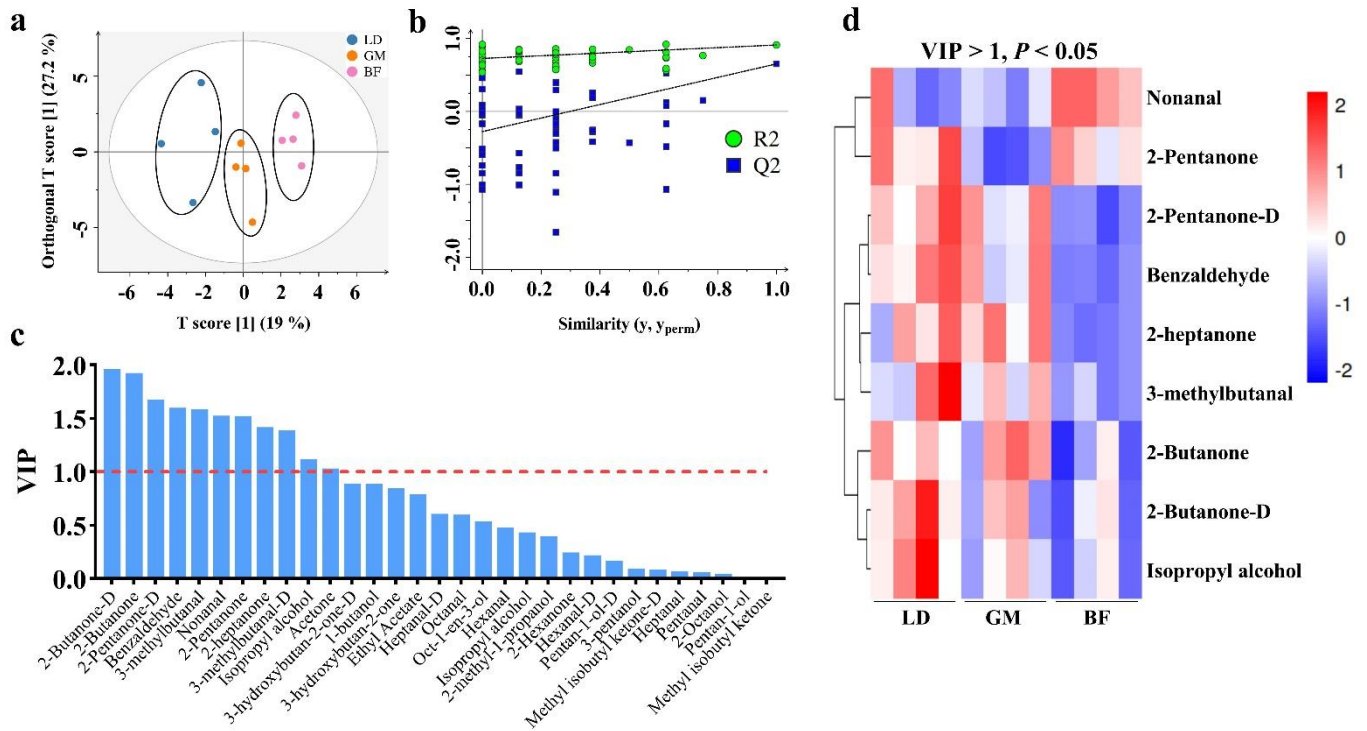 a
LD
GM
BF
Orthogonal T score [1] (27.2 %)
5
0
-5
-6
-4
-2
0
2
4
6
T score [1] (19 %)
b
1.0
0.0
-1.0
-2.0
R2
Q2
0.0
0.2
0.4
0.6
0.8
1.0
Similarity (y, yperm)
c
VIP
2.0
1.5
1.0
0.5
0.0
2-Butanone-D
2-Butanone
2-Pentanone-D
Benzaldehyde
3-methylbutanal
Nonanal
2-Pentanone
2-heptanone
3-methylbutanal-D
Isopropyl alcohol
Acetone
3-hydroxybutan-2-one-D
1-butanol
3-hydroxybutan-2-one
Ethyl Acetate
Heptanal-D
Octanal
Oct-1-en-3-ol
Hexanal
Isopropyl alcohol
2-methyl-1-propanol
2-Hexanone
Hexanal-D
Pentan-1-ol-D
3-pentanol
Methyl isobutyl ketone-D
Heptanal
Pentanal
2-Octanol
Pentan-1-ol
Methyl isobutyl ketone
d
VIP > 1, P < 0.05
Nonanal
2-Pentanone
2-Pentanone-D
Benzaldehyde
2-heptanone
3-methylbutanal
2-Butanone
2-Butanone-D
Isopropyl alcohol
LD
GM
BF
2
1
0
-1
-2